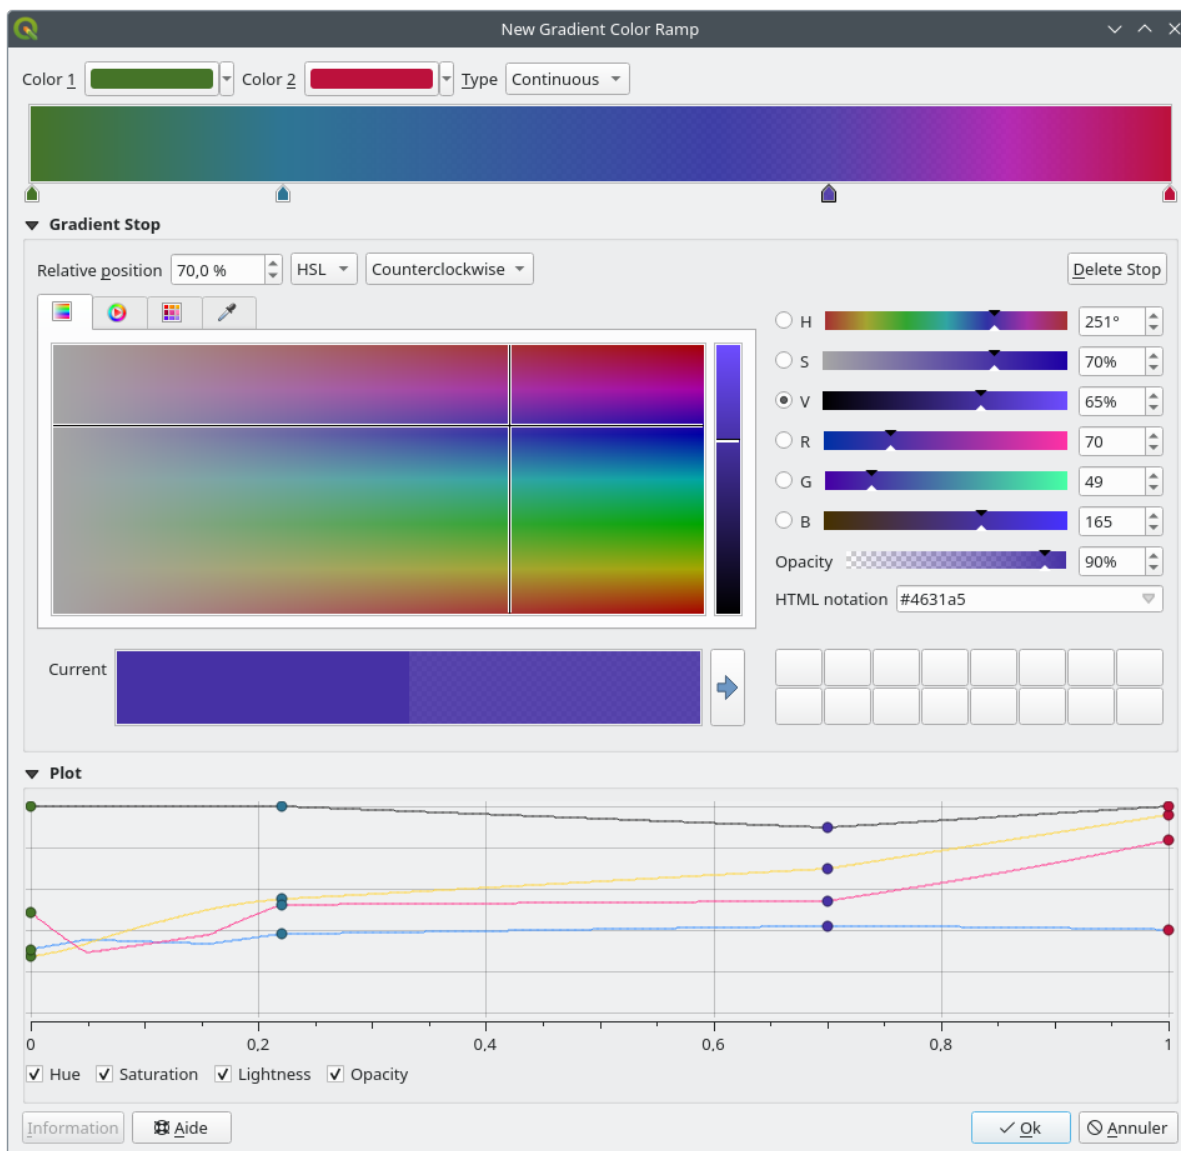 New Gradient Color Ramp
Color 1 Color 2 Type Continuous
Gradient Stop
Relative position 70,0 % HSL Counterclockwise Delete Stop
H 251°
S 70%
V 65%
R 70
G 49
B 165
Opacity 90%
HTML notation #4631a5
Current
Plot
0 0,2 0,4 0,6 0,8 1
Hue Saturation Lightness Opacity
Information Aide Ok Annuler